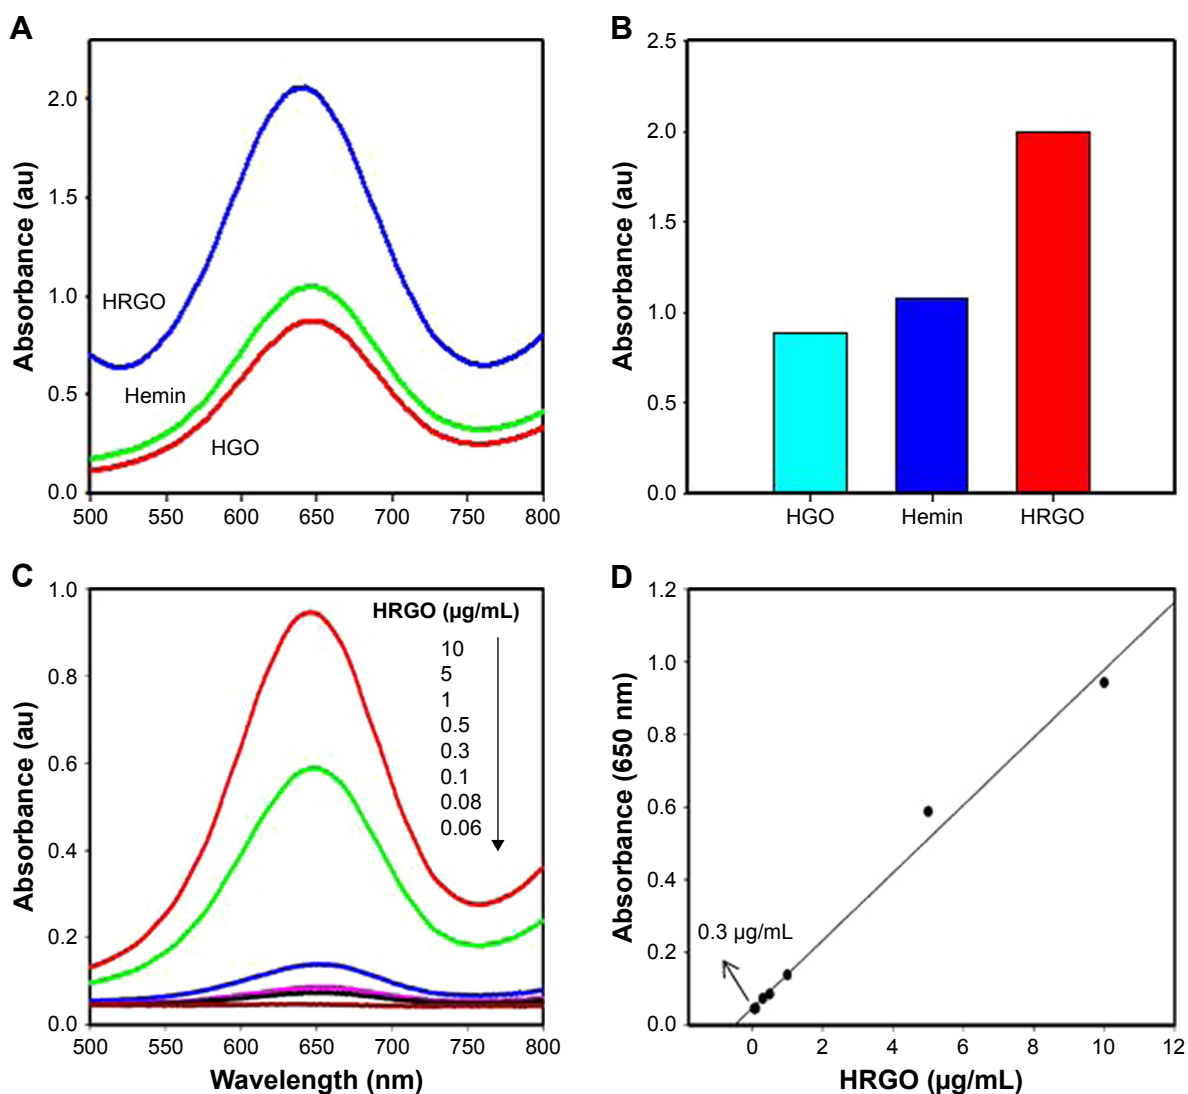 A
Absorbance (au)
2.0
1.5
1.0
0.5
0.0
HRGO
Hemin
HGO
500 550 600 650 700 750 800
B
Absorbance (au)
2.5
2.0
1.5
1.0
0.5
0.0
HGO Hemin HRGO
C
Absorbance (au)
1.0
0.8
0.6
0.4
0.2
0.0
HRGO (µg/mL)
10
5
1
0.5
0.3
0.1
0.08
0.06
500 550 600 650 700 750 800
Wavelength (nm)
D
Absorbance (650 nm)
1.2
1.0
0.8
0.6
0.4
0.2
0.0
0.3 µg/mL
0 2 4 6 8 10 12
HRGO (µg/mL)